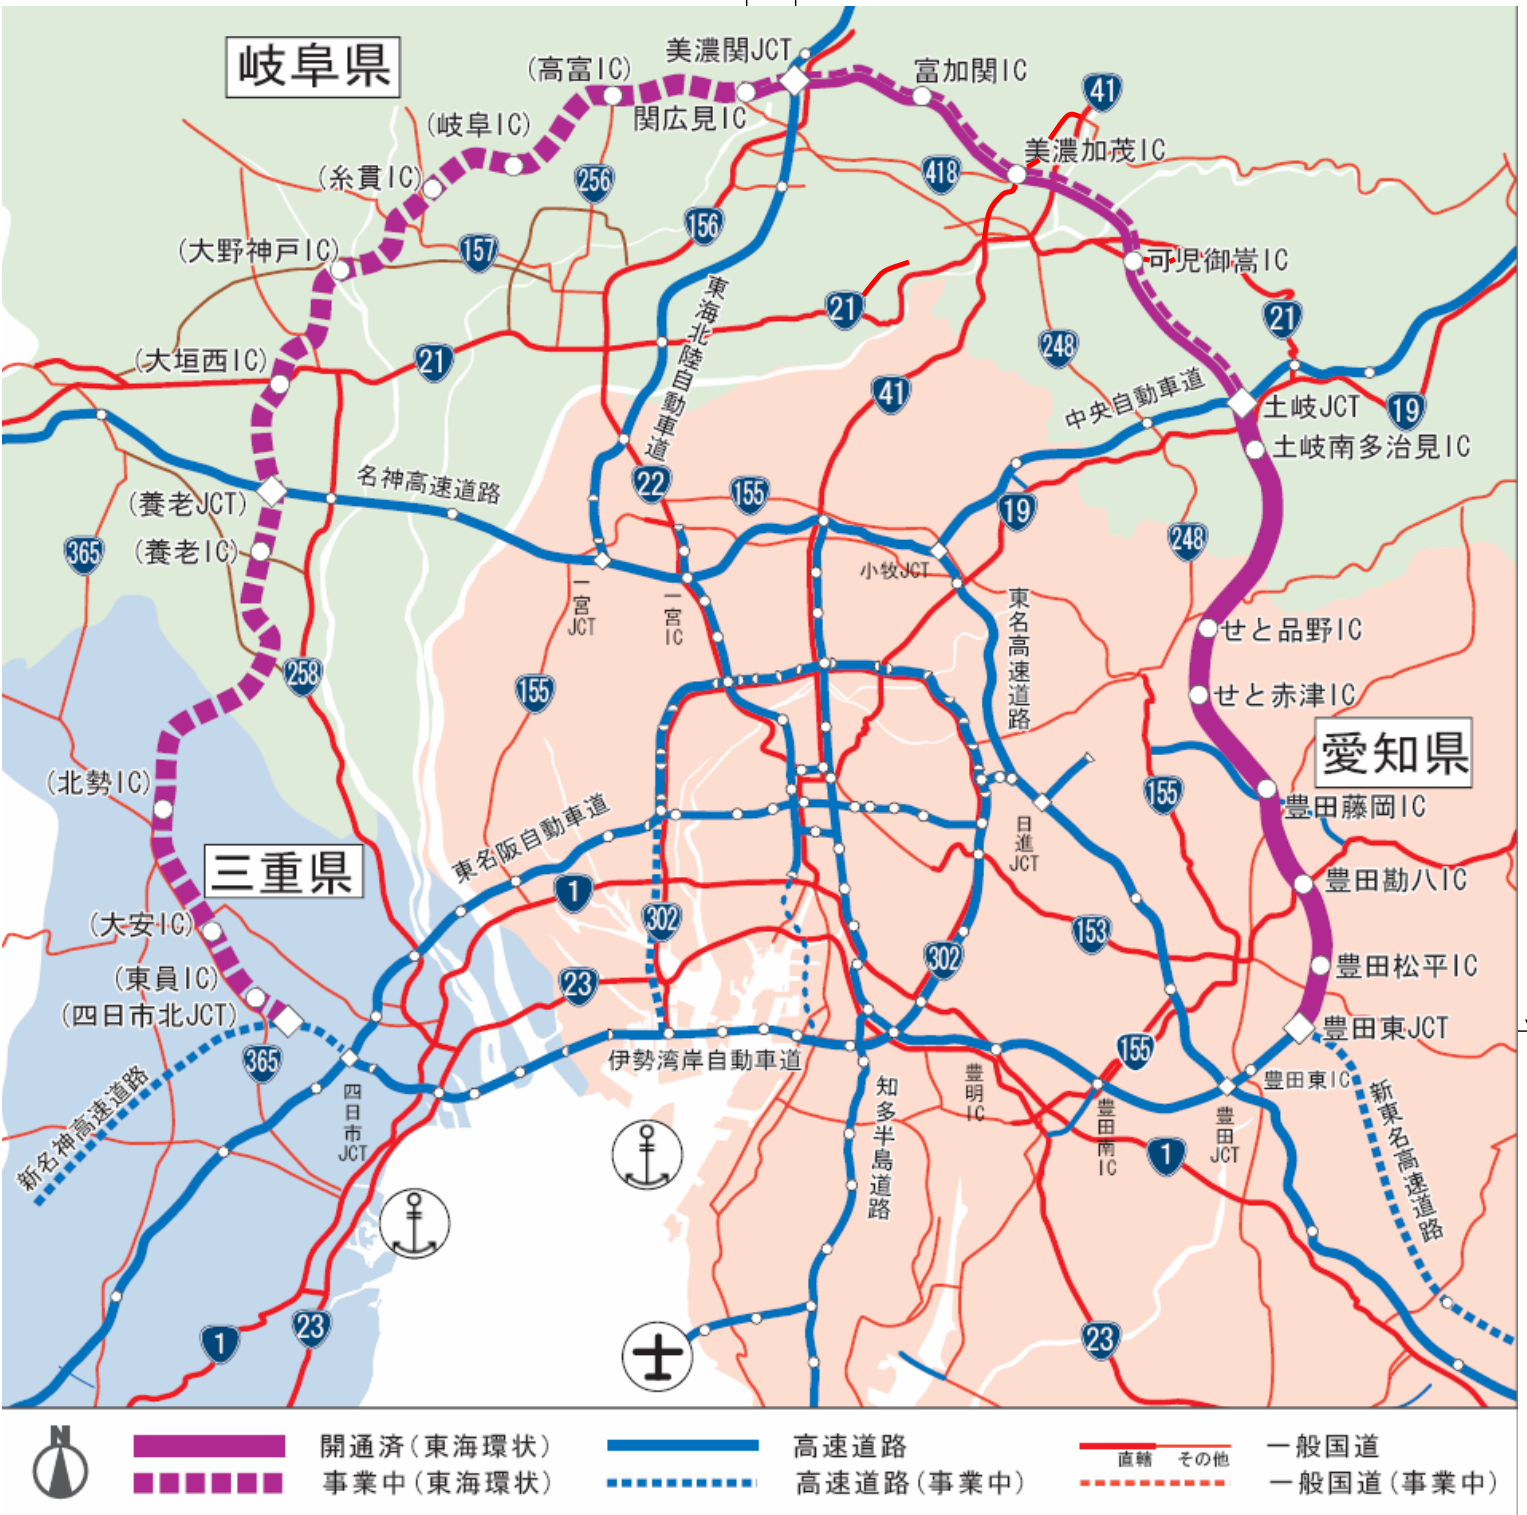 岐阜県
(高富IC)
美濃関JCT
富加関IC
41
関広見IC
(岐阜IC)
美濃加茂IC
(糸貫IC)
256
418
156
157
(大野神戸IC)
可児御嵩IC
東海北陸自動車道
21
21
248
(大垣西IC)
21
41
中央自動車道
土岐JCT
19
土岐南多治見IC
名神高速道路
22
155
19
(養老JCT)
(養老IC)
365
248
小牧JCT
一宮JCT
一宮IC
東名高速道路
せと品野IC
258
155
せと赤津IC
愛知県
(北勢IC)
155
豊田藤岡IC
東名阪自動車道
日進JCT
三重県
1
豊田勘八IC
(大安IC)
302
153
302
豊田松平IC
(東員IC)
23
(四日市北JCT)
豊田東JCT
365
伊勢湾岸自動車道
155
新名神高速道路
四日市JCT
豊明IC
豊田東IC
知多半島道路
豊田南IC
豊田JCT
新東名高速道路
1
1
23
23
N
開通済(東海環状)
高速道路
直轄 その他
一般国道
事業中(東海環状)
高速道路(事業中)
一般国道(事業中)